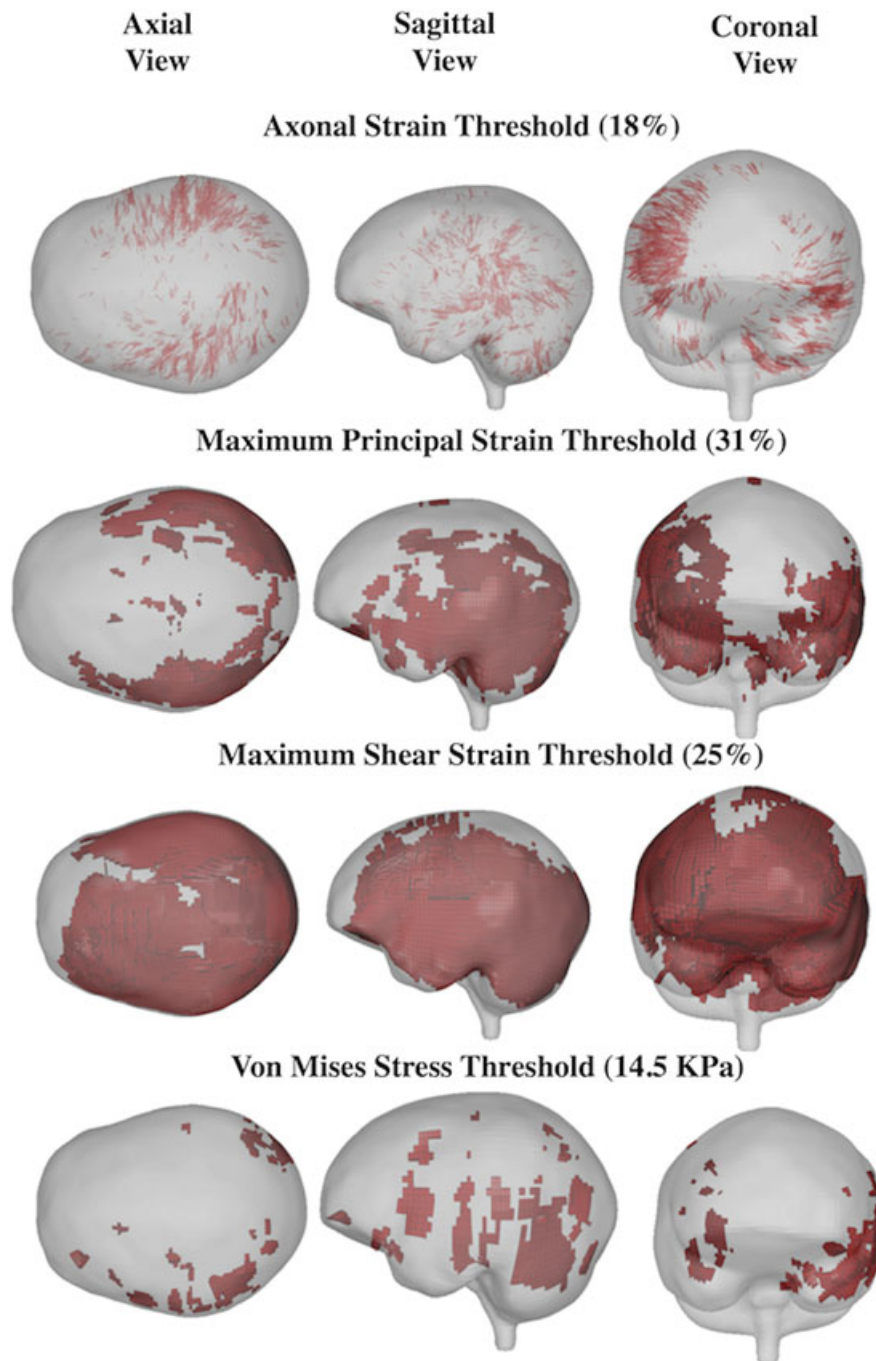 Axial
View
Sagittal
View
Coronal
View
Axonal Strain Threshold (18%)
Maximum Principal Strain Threshold (31%)
Maximum Shear Strain Threshold (25%)
Von Mises Stress Threshold (14.5 KPa)